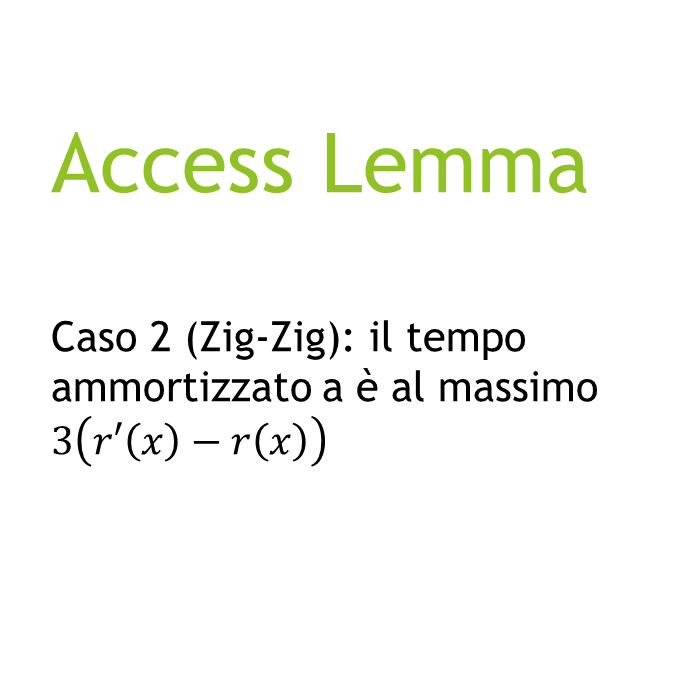 Access Lemma
Caso 2 (Zig-Zig): il tempo
ammortizzato a è al massimo
3(r′(x) − r(x))